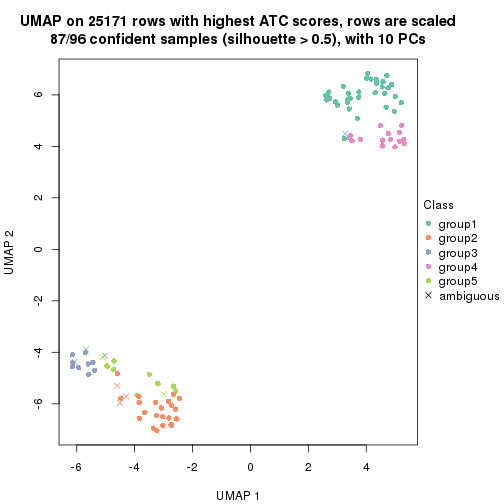 UMAP on 25171 rows with highest ATC scores, rows are scaled
87/96 confident samples (silhouette > 0.5), with 10 PCs
6
4
2
0
-2
-4
-6
UMAP 2
-6
-4
-2
0
2
4
UMAP 1
Class
group1
group2
group3
group4
group5
ambiguous